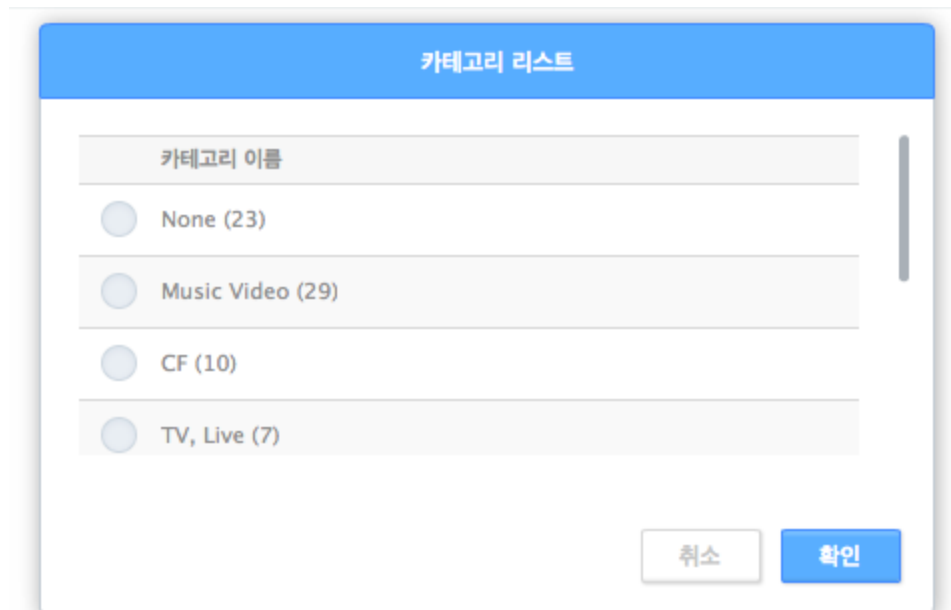 카테고리 리스트
카테고리 이름
None (23)
Music Video (29)
CF (10)
TV, Live (7)
취소
확인